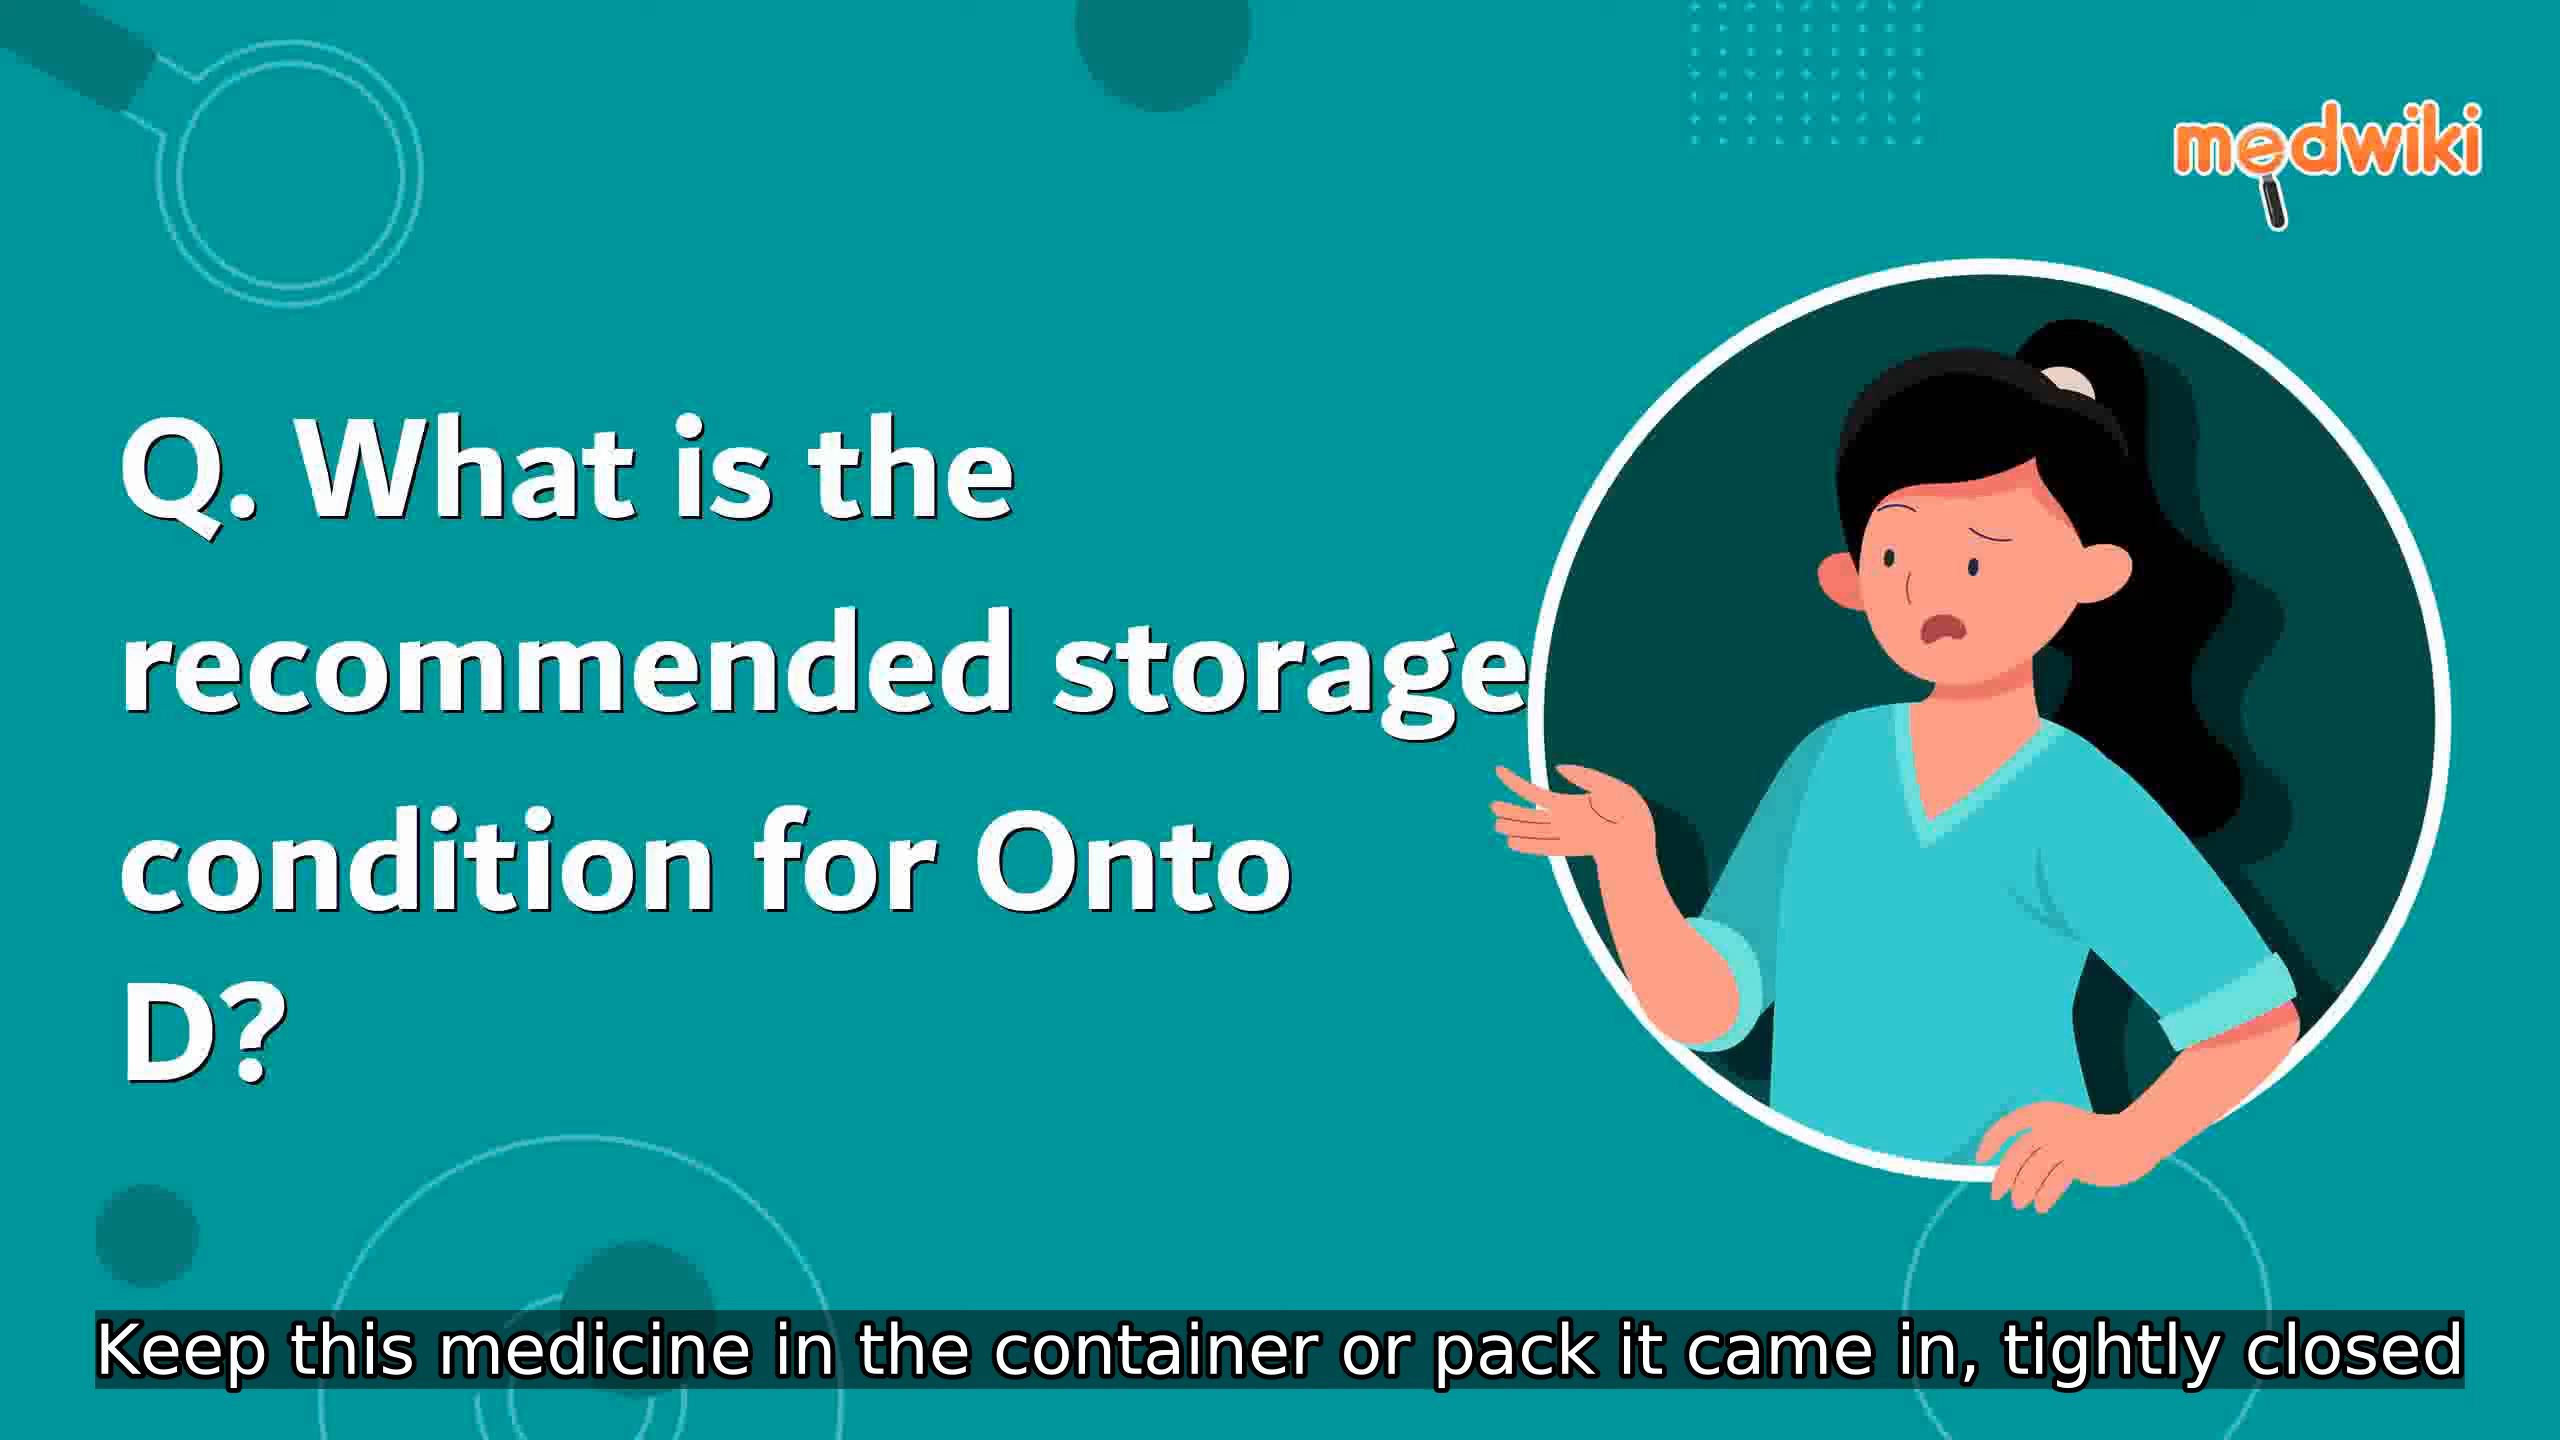 medwiki
Q. What is the
recommended storage
condition for Onto
D?
Keep this medicine in the container or pack it came in, tightly closed